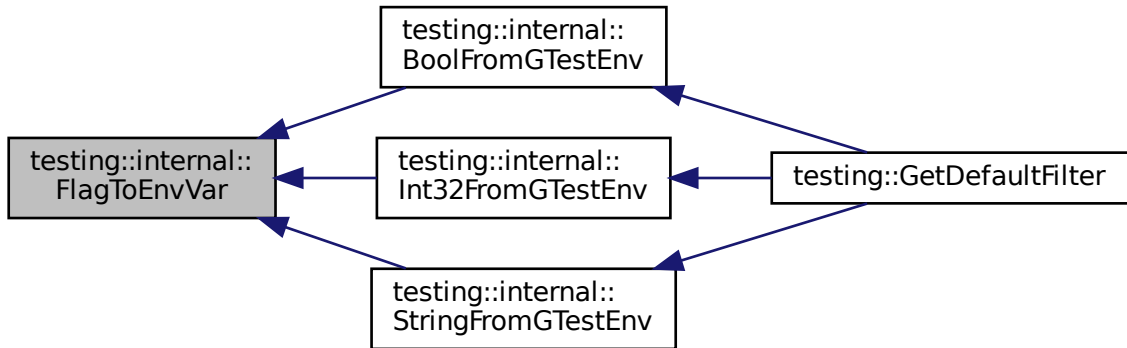 testing::internal::
BoolFromGTestEnv
testing::internal::
FlagToEnvVar
testing::internal::
Int32FromGTestEnv
testing::GetDefaultFilter
testing::internal::
StringFromGTestEnv